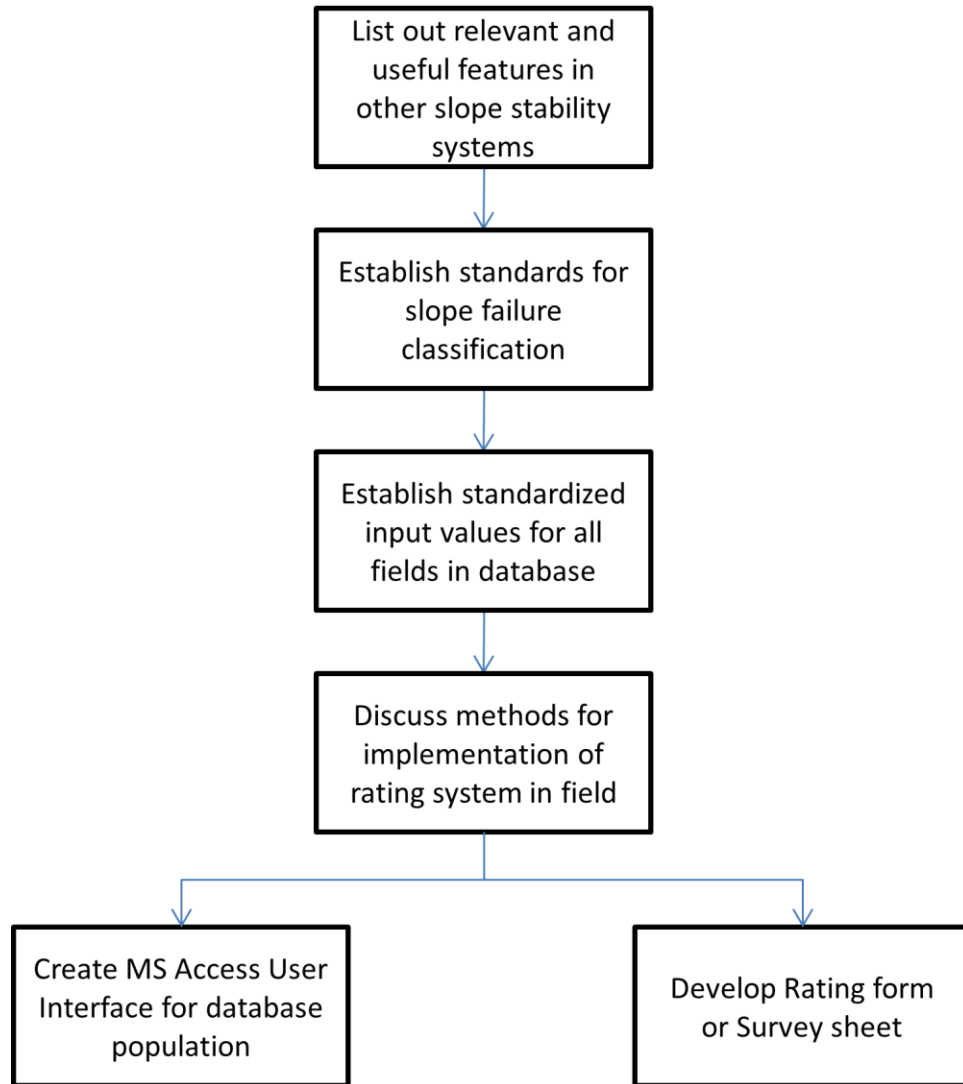 List out relevant and
useful features in
other slope stability
systems
Establish standards for
slope failure
classification
Establish standardized
input values for all
fields in database
Discuss methods for
implementation of
rating system in field
Create MS Access User
Interface for database
population
Develop Rating form
or Survey sheet